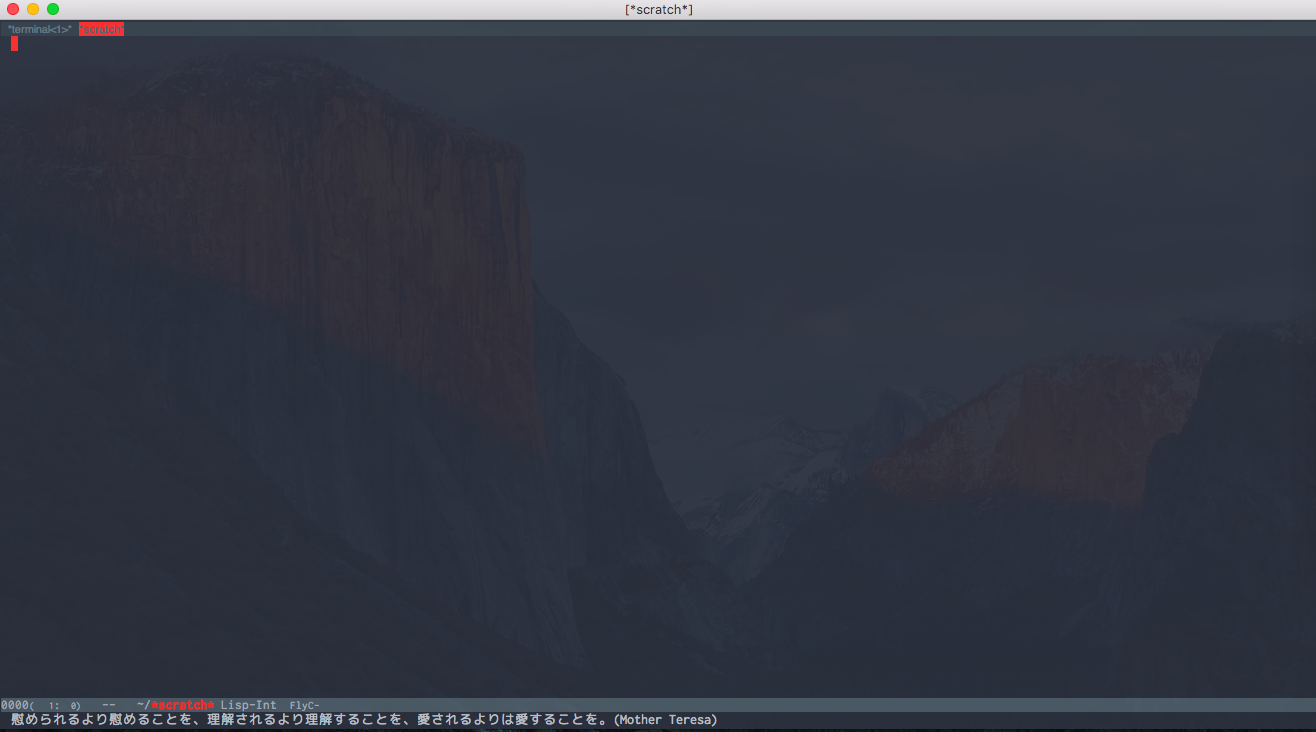 [*scratch*]
*terminal<1>* *scratch*
0000( 1: 0) -- ~/*scratch* Lisp-Int FlyC-
慰められるより慰めることを、理解されるより理解することを、愛されるよりは愛することを。(Mother Teresa)